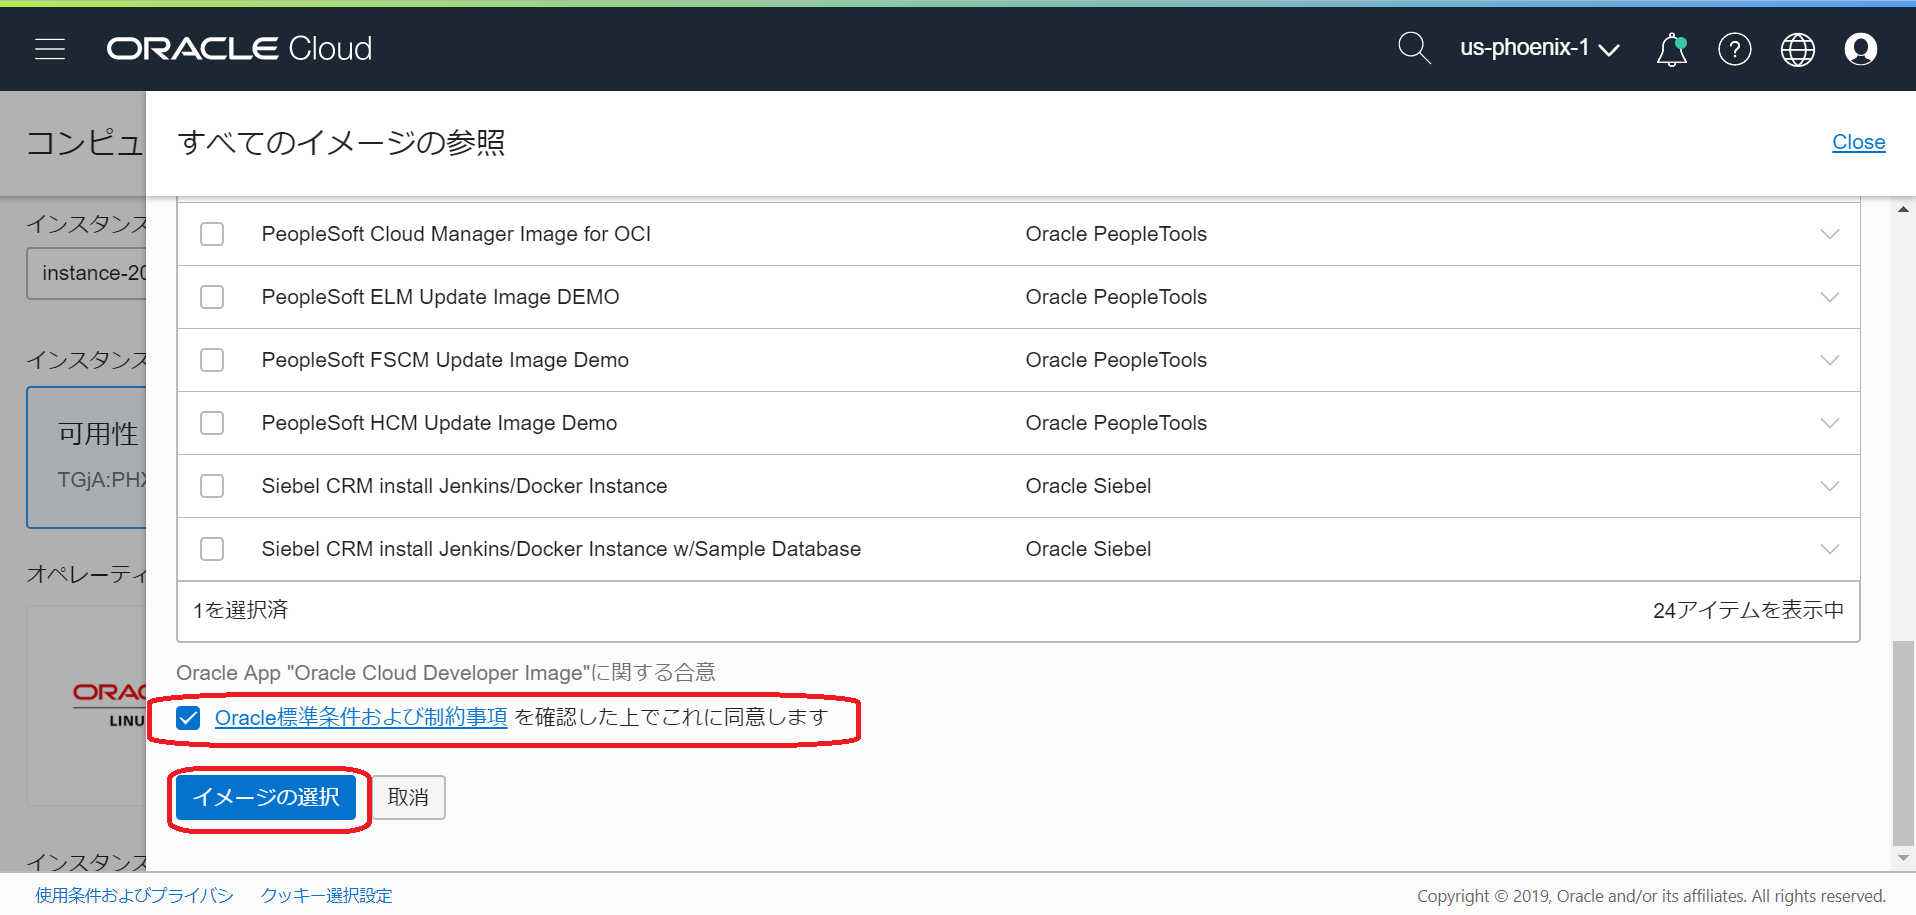 ORACLE Cloud
us-phoenix-1
コンピュ
すべてのイメージの参照
Close
インスタンス
instance-20
インスタンス
可用性
TGjA:PHX
オペレーティ
ORAC
LINU
インスタンス
PeopleSoft Cloud Manager Image for OCI Oracle PeopleTools
PeopleSoft ELM Update Image DEMO Oracle PeopleTools
PeopleSoft FSCM Update Image Demo Oracle PeopleTools
PeopleSoft HCM Update Image Demo Oracle PeopleTools
Siebel CRM install Jenkins/Docker Instance Oracle Siebel
Siebel CRM install Jenkins/Docker Instance w/Sample Database Oracle Siebel
1を選択済 24アイテムを表示中
Oracle App "Oracle Cloud Developer Image"に関する合意
Oracle標準条件および制約事項 を確認した上でこれに同意します
イメージの選択 取消
使用条件およびプライバシ クッキー選択設定 Copyright © 2019, Oracle and/or its affiliates. All rights reserved.